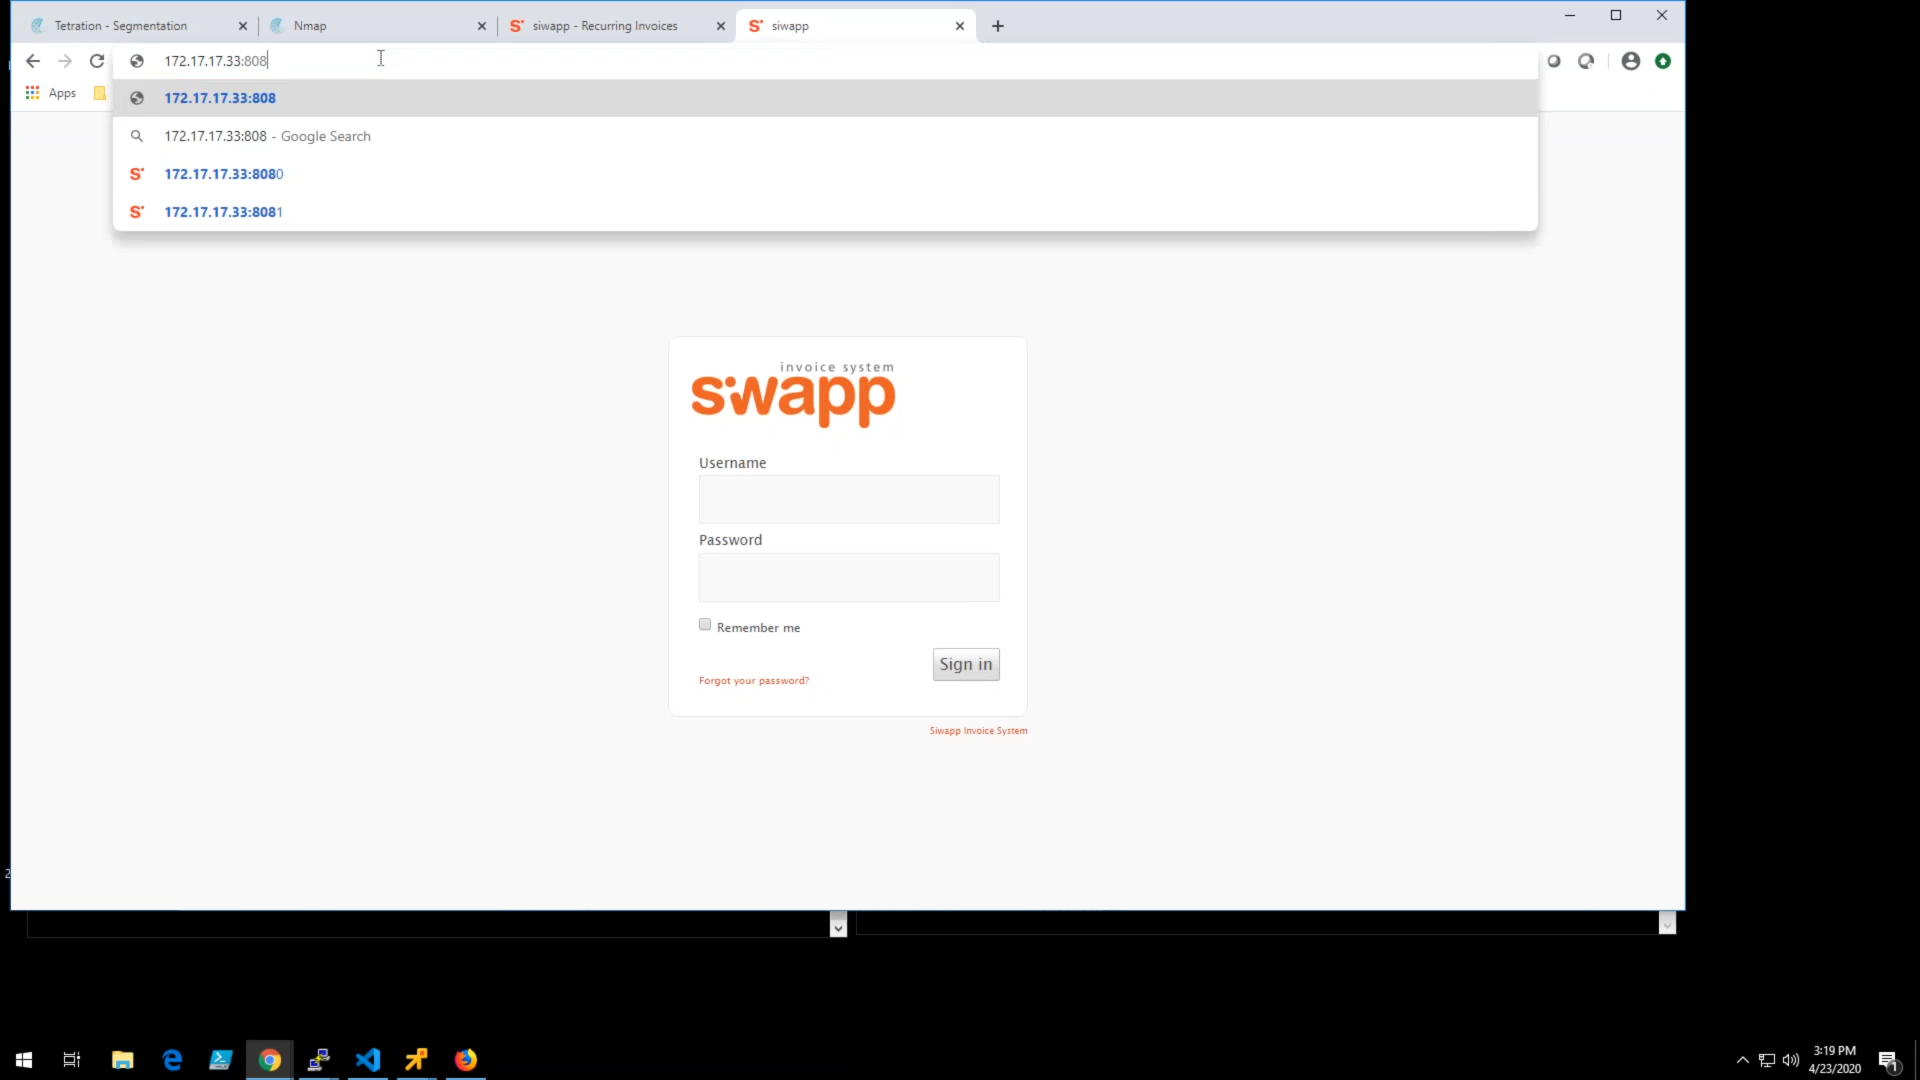 Tetration - Segmentation
Nmap
siwapp - Recurring Invoices
siwapp
172.17.17.33:808
Apps
172.17.17.33:808
172.17.17.33:808 - Google Search
172.17.17.33:8080
172.17.17.33:8081
invoice system
siwapp
Username
Password
Remember me
Sign in
Forgot your password?
Siwapp Invoice System
2
3:19 PM
4/23/2020
1